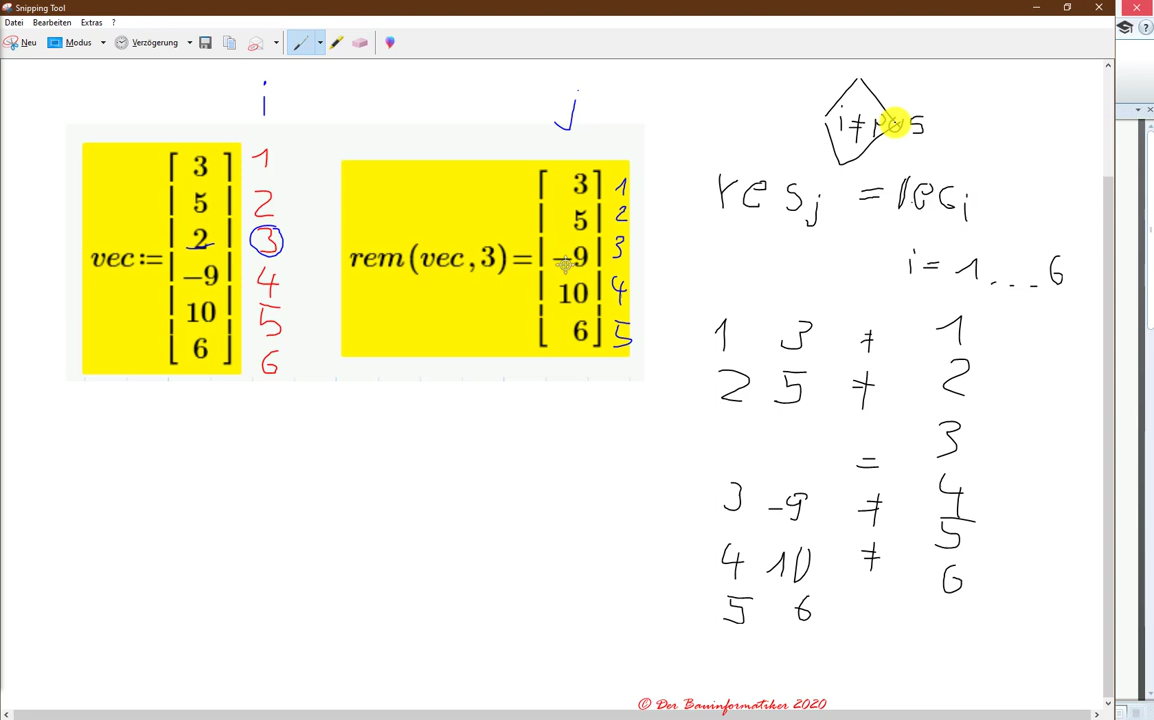 Snipping Tool
Datei Bearbeiten Extras ?
Neu Modus Verzögerung
i
j
vec:= [3 5 2 −9 10 6]
1
2
3
4
5
6
rem(vec,3)= [3 5 −9 10 6]
1
2
3
4
5
i ≠ pos
res j = vec i
i = 1 ... 6
1 3 ≠ 1
2 5 ≠ 2
= 3
3 -9 ≠ 4
4 10 ≠ 5
5 6 6
© Der Bauinformatiker 2020